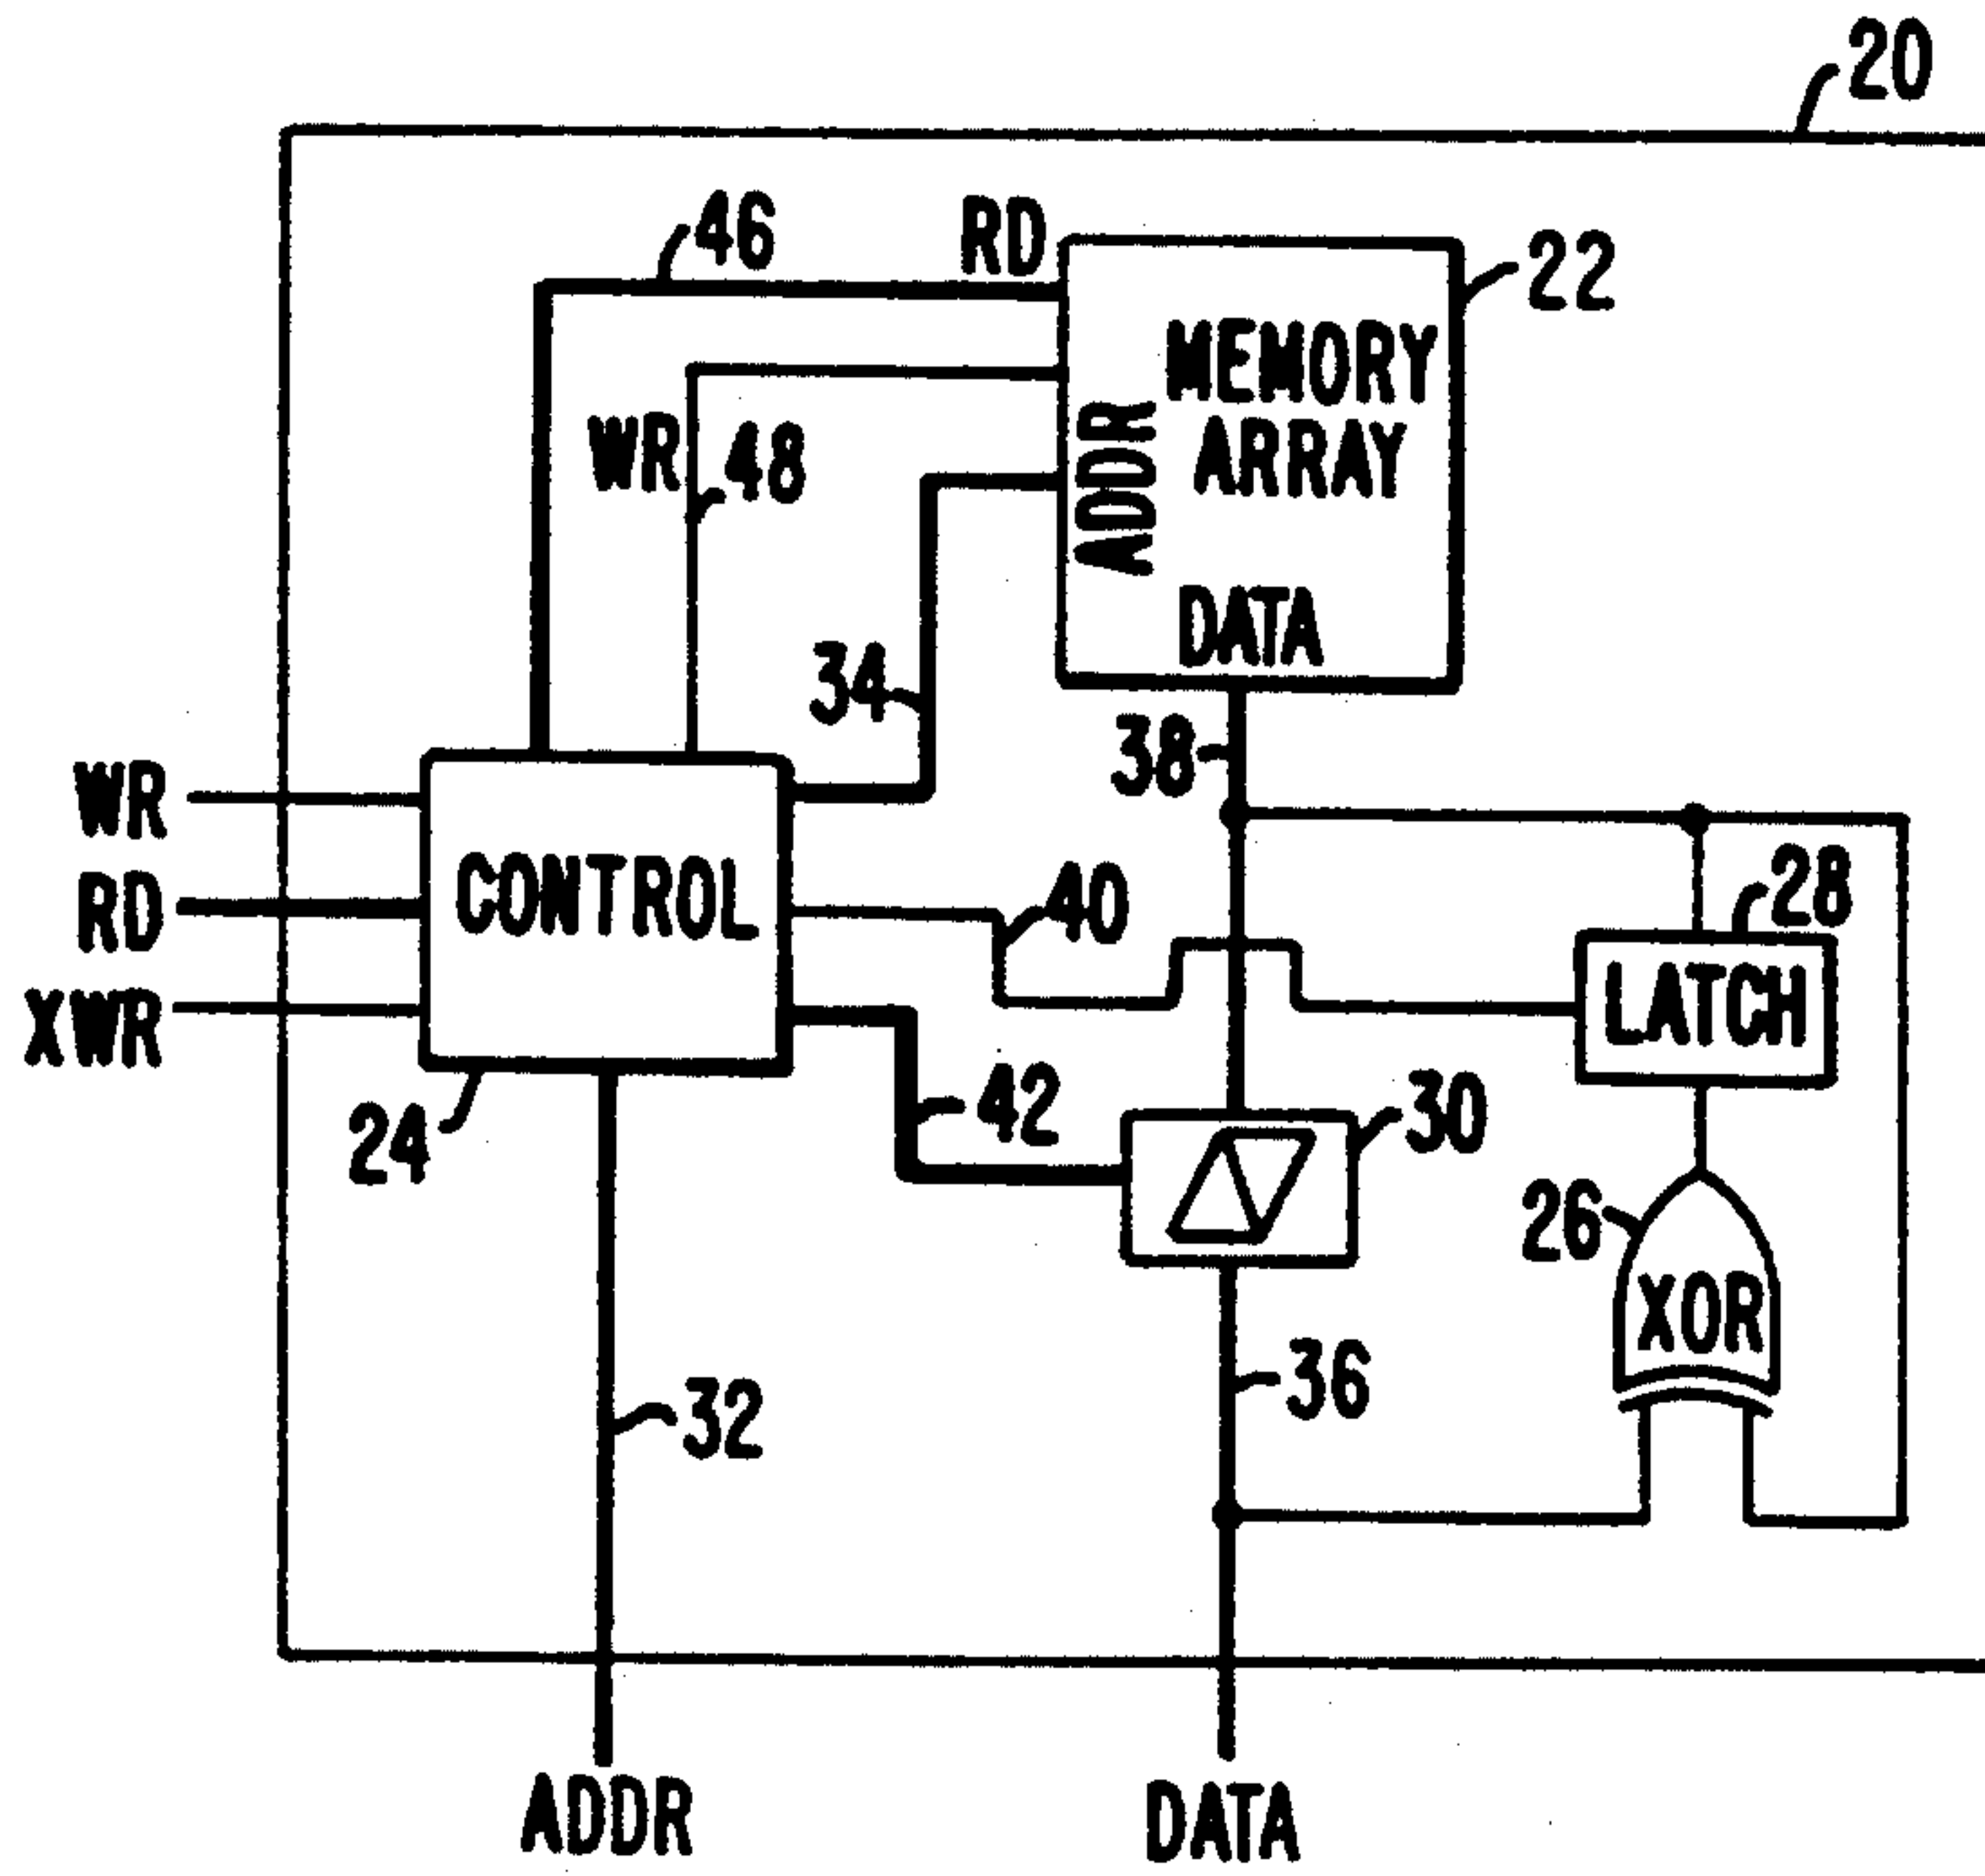 20
46
RD
22
MEMORY
ARRAY
WR
48
ADDR
DATA
34
38
WR
CONTROL
40
28
RD
LATCH
XWR
42
30
24
26
XOR
32
36
ADDR
DATA